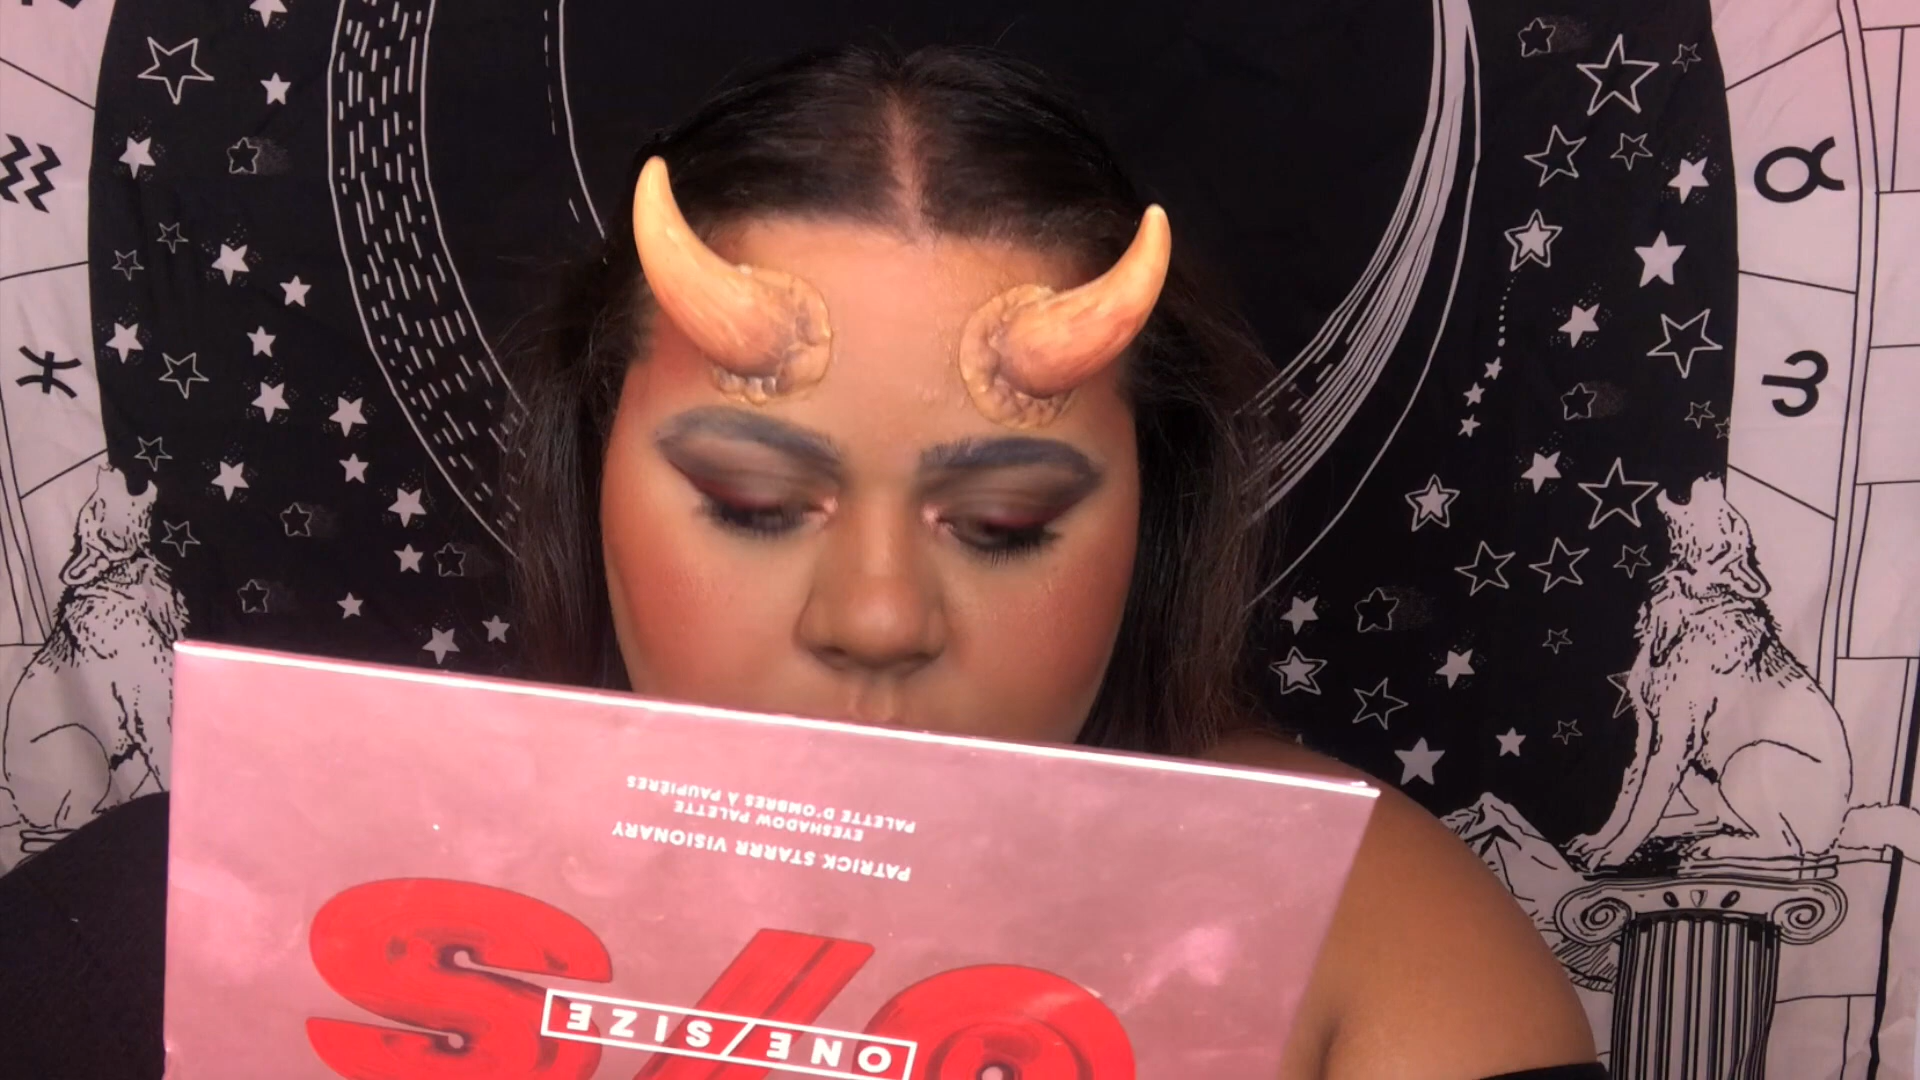 PATRICK STARRR VISIONARY
EYESHADOW PALETTE
PALETTE D'OMBRES À PAUPIÈRES
O/S
ONE/SIZE